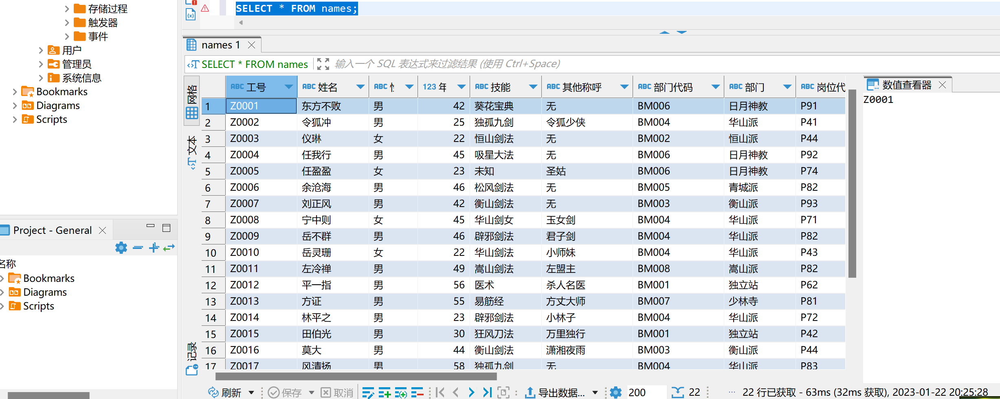 存储过程
触发器
事件
用户
管理员
系统信息
Bookmarks
Diagrams
Scripts
Project - General
名称
Bookmarks
Diagrams
Scripts
SELECT * FROM names;
names 1
SELECT * FROM names 输入一个 SQL 表达式来过滤结果 (使用 Ctrl+Space)
网格
文本
记录
ABC 工号 ABC 姓名 ABC 123 年 ABC 技能 ABC 其他称呼 ABC 部门代码 ABC 部门 ABC 岗位代
1 Z0001 东方不败 男 42 葵花宝典 无 BM006 日月神教 P91
2 Z0002 令狐冲 男 25 独孤九剑 令狐少侠 BM004 华山派 P41
3 Z0003 仪琳 女 22 恒山剑法 无 BM002 恒山派 P44
4 Z0004 任我行 男 45 吸星大法 无 BM006 日月神教 P92
5 Z0005 任盈盈 女 23 未知 圣姑 BM006 日月神教 P74
6 Z0006 余沧海 男 46 松风剑法 无 BM005 青城派 P82
7 Z0007 刘正风 男 42 衡山剑法 无 BM003 衡山派 P93
8 Z0008 宁中则 女 45 华山剑女 玉女剑 BM004 华山派 P71
9 Z0009 岳不群 男 46 辟邪剑法 君子剑 BM004 华山派 P82
10 Z0010 岳灵珊 女 22 华山剑法 小师妹 BM004 华山派 P43
11 Z0011 左冷禅 男 49 嵩山剑法 左盟主 BM008 嵩山派 P82
12 Z0012 平一指 男 56 医术 杀人名医 BM001 独立站 P62
13 Z0013 方证 男 55 易筋经 方丈大师 BM007 少林寺 P81
14 Z0014 林平之 男 23 辟邪剑法 小林子 BM004 华山派 P72
15 Z0015 田伯光 男 30 狂风刀法 万里独行 BM001 独立站 P42
16 Z0016 莫大 男 44 衡山剑法 潇湘夜雨 BM003 衡山派 P44
17 Z0017 风清扬 男 58 独孤九剑 无 BM004 华山派 P83
数值查看器
Z0001
刷新 保存 取消 导出数据... 200 22 ... 22 行已获取 - 63ms (32ms 获取), 2023-01-22 20:25:28